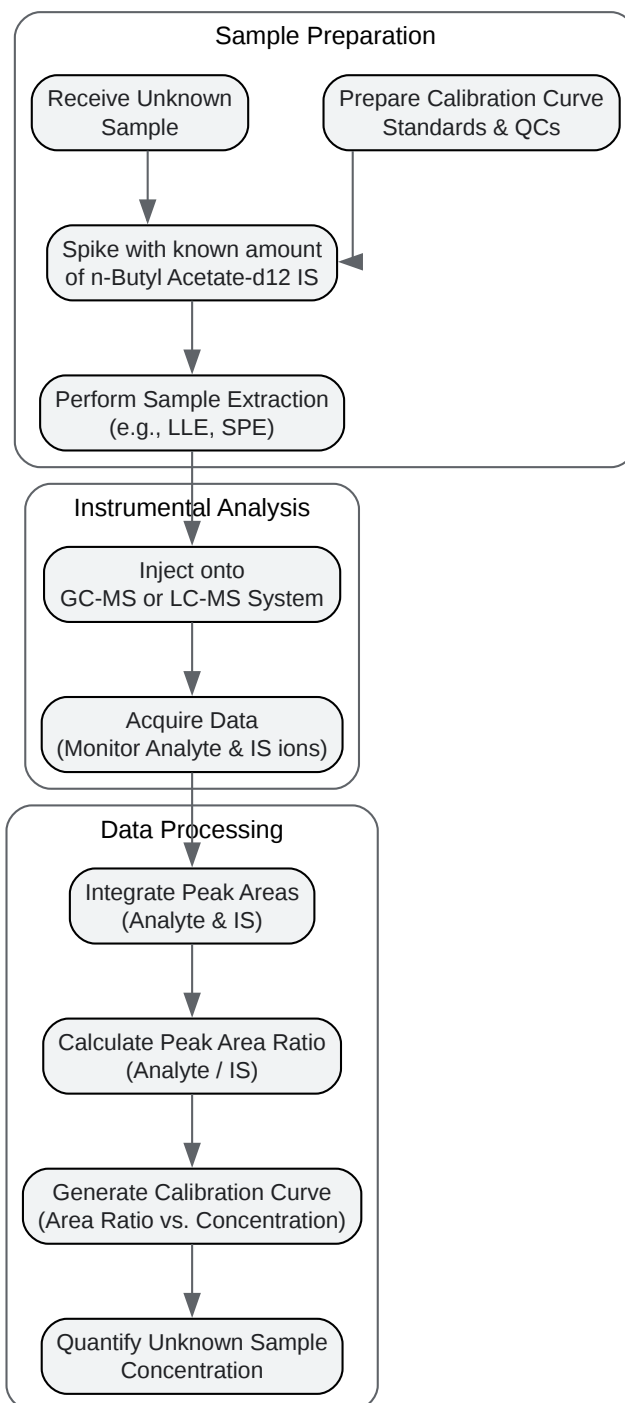 Sample Preparation
Receive Unknown
Sample
Prepare Calibration Curve
Standards & QCs
Spike with known amount
of n-Butyl Acetate-d12 IS
Perform Sample Extraction
(e.g., LLE, SPE)
Instrumental Analysis
Inject onto
GC-MS or LC-MS System
Acquire Data
(Monitor Analyte & IS ions)
Data Processing
Integrate Peak Areas
(Analyte & IS)
Calculate Peak Area Ratio
(Analyte / IS)
Generate Calibration Curve
(Area Ratio vs. Concentration)
Quantify Unknown Sample
Concentration